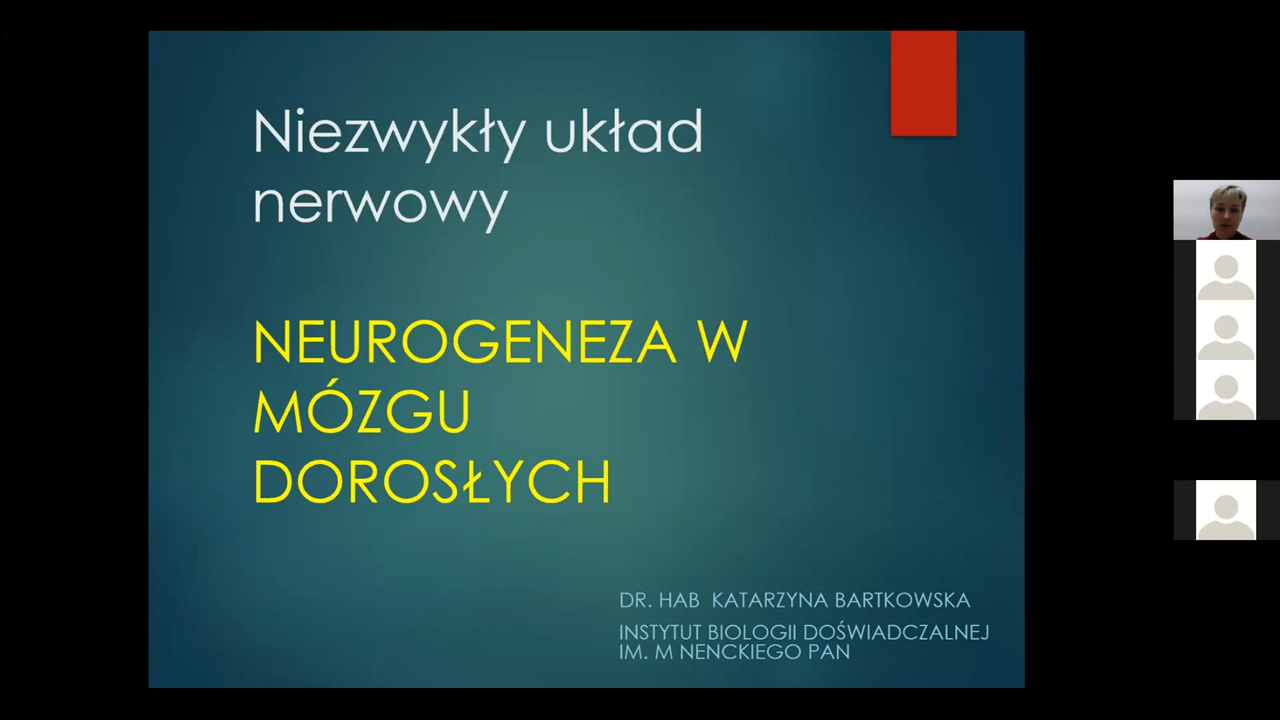 Niezwykły układ
nerwowy
NEUROGENEZA W
MÓZGU
DOROSŁYCH
DR. HAB KATARZYNA BARTKOWSKA
INSTYTUT BIOLOGII DOŚWIADCZALNEJ
IM. M NENCKIEGO PAN